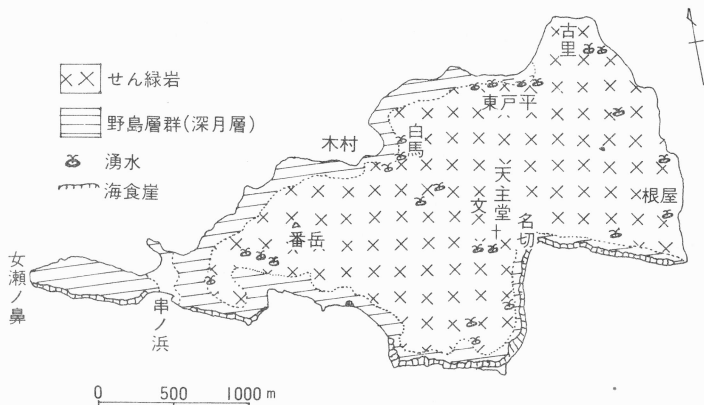 せん緑岩
野島層群(深月層)
湧水
海食崖
古里
東戸平
白馬
木村
天主堂
文
名切
根屋
番岳
女瀬ノ鼻
串ノ浜
0 500 1000 m